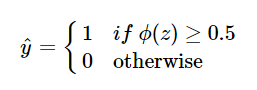 ŷ = { 1 if ϕ(z) ≥ 0.5
0 otherwise